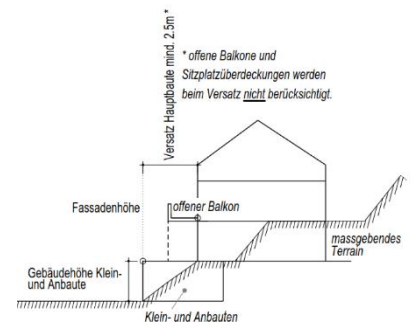 Versatz Hauptbaute mind. 2.5m *
* offene Balkone und
Sitzplatzüberdeckungen werden
beim Versatz nicht berücksichtigt.
Fassadenhöhe
offener Balkon
massgebendes
Terrain
Gebäudehöhe Klein-
und Anbaute
Klein- und Anbauten